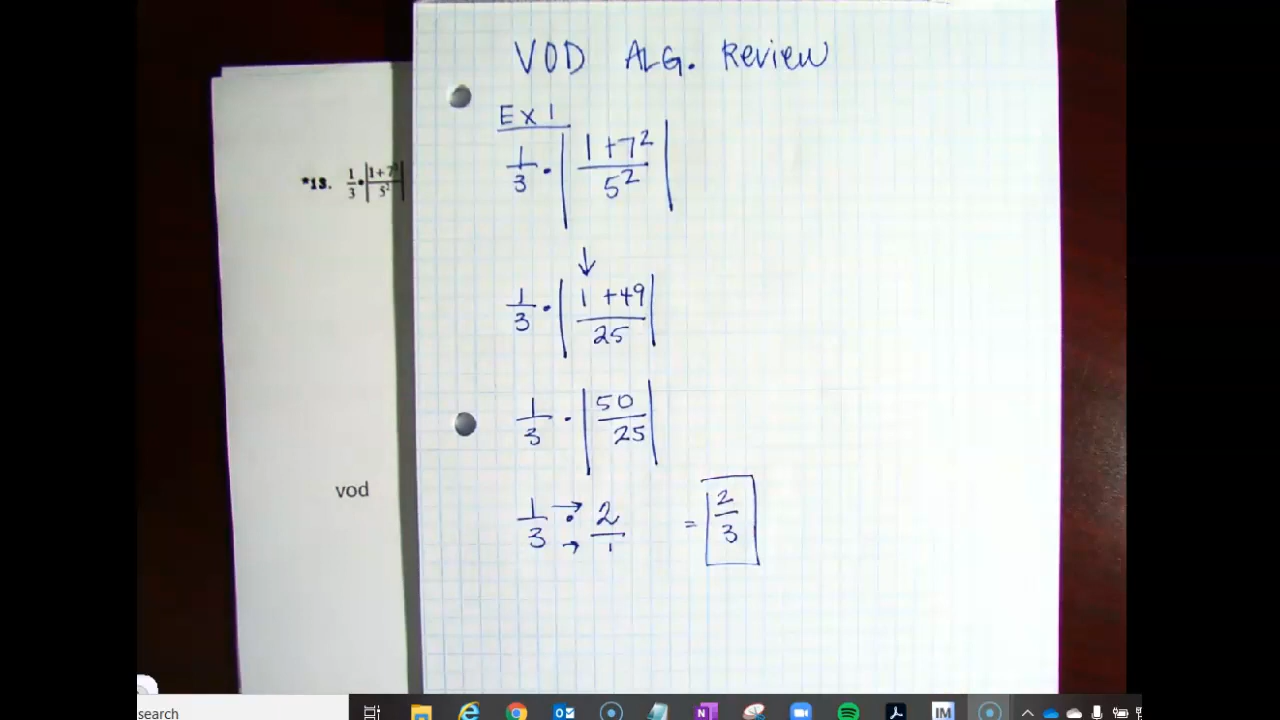 VOD ALG. Review
Ex 1
1/3 · |(1 + 7²)/5²|
↓
1/3 · |(1 + 49)/25|
1/3 · |50/25|
1/3 · 2/1 = 2/3
*13. 1/3 • |(1 + 7²)/5²|
vod
search